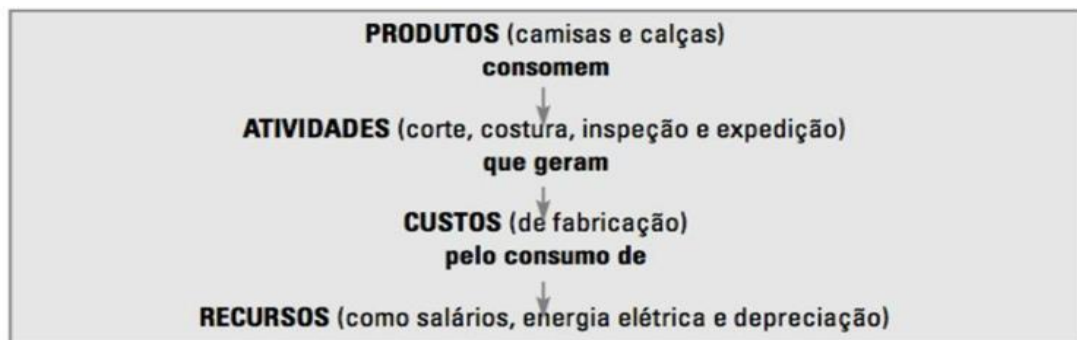 PRODUTOS (camisas e calças)
consomem
ATIVIDADES (corte, costura, inspeção e expedição)
que geram
CUSTOS (de fabricação)
pelo consumo de
RECURSOS (como salários, energia elétrica e depreciação)